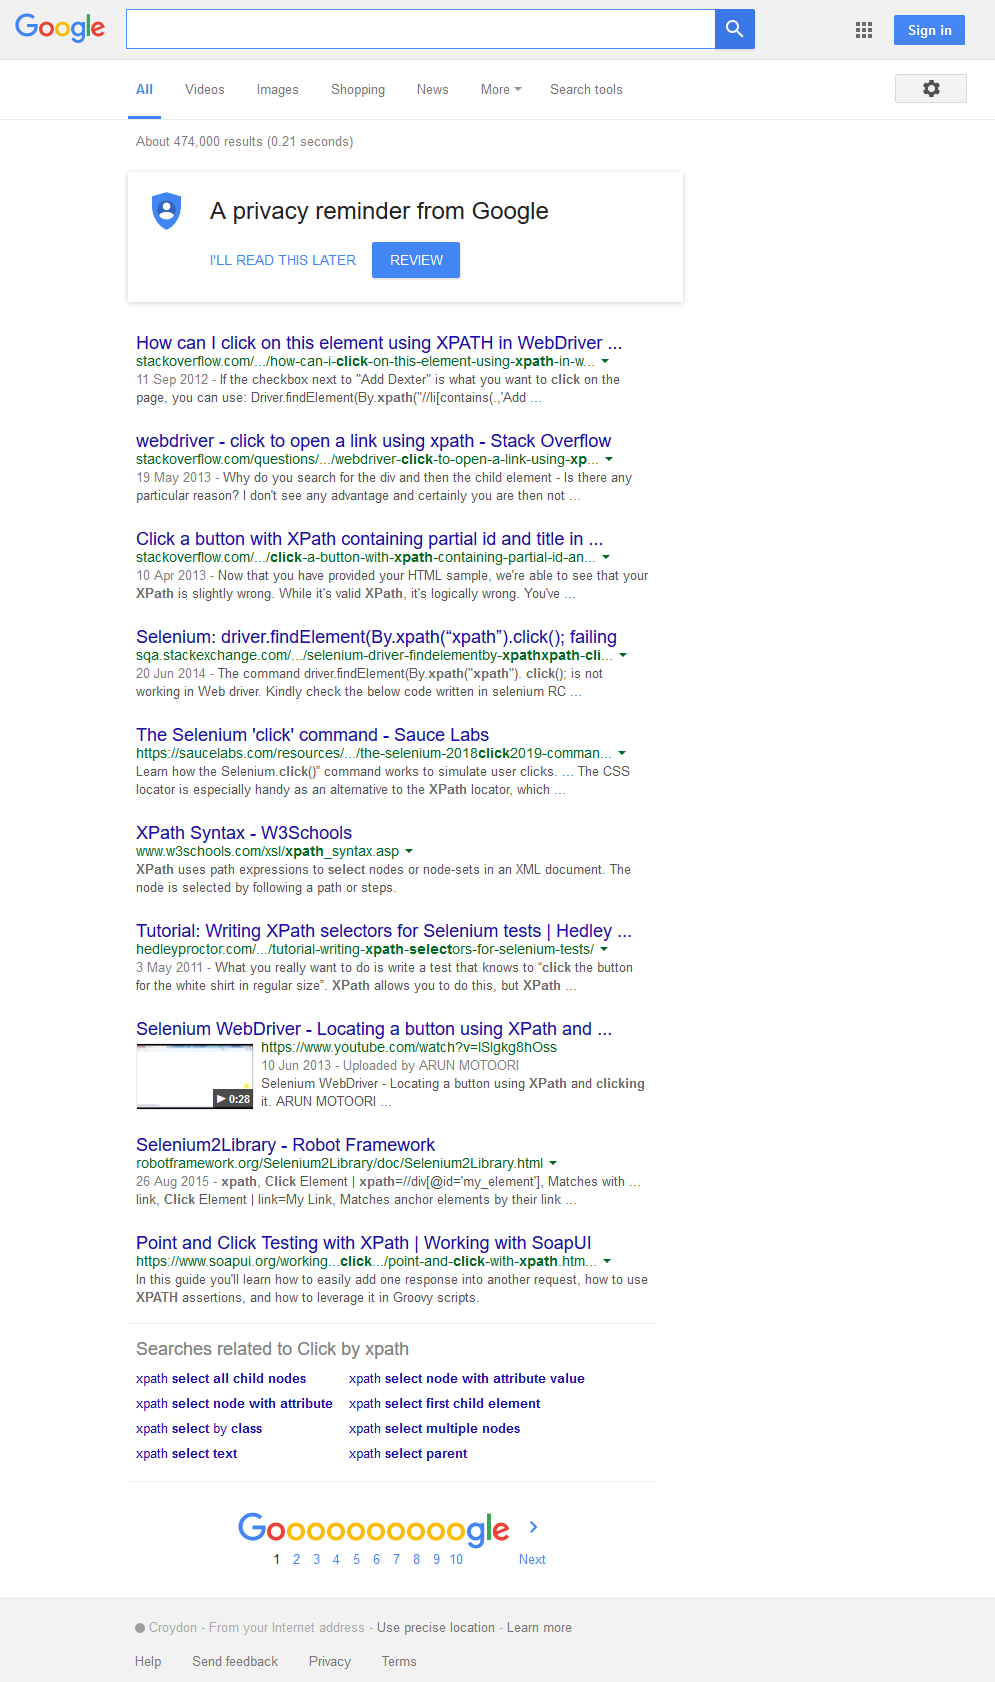 Google
Sign in
All Videos Images Shopping News More Search tools
About 474,000 results (0.21 seconds)
A privacy reminder from Google
I'LL READ THIS LATER REVIEW
How can I click on this element using XPATH in WebDriver ...
stackoverflow.com/.../how-can-i-click-on-this-element-using-xpath-in-w...
11 Sep 2012 - If the checkbox next to "Add Dexter" is what you want to click on the
page, you can use: Driver.findElement(By.xpath("//li[contains(.,'Add ...
webdriver - click to open a link using xpath - Stack Overflow
stackoverflow.com/questions/.../webdriver-click-to-open-a-link-using-xp...
19 May 2013 - Why do you search for the div and then the child element - Is there any
particular reason? I don't see any advantage and certainly you are then not ...
Click a button with XPath containing partial id and title in ...
stackoverflow.com/.../click-a-button-with-xpath-containing-partial-id-an...
10 Apr 2013 - Now that you have provided your HTML sample, we're able to see that your
XPath is slightly wrong. While it's valid XPath, it's logically wrong. You've ...
Selenium: driver.findElement(By.xpath(“xpath”).click(); failing
sqa.stackexchange.com/.../selenium-driver-findelementby-xpathxpath-cli...
20 Jun 2014 - The command driver.findElement(By.xpath("xpath"). click(); is not
working in Web driver. Kindly check the below code written in selenium RC ...
The Selenium 'click' command - Sauce Labs
https://saucelabs.com/resources/.../the-selenium-2018click2019-comman...
Learn how the Selenium.click()” command works to simulate user clicks. ... The CSS
locator is especially handy as an alternative to the XPath locator, which ...
XPath Syntax - W3Schools
www.w3schools.com/xsl/xpath_syntax.asp
XPath uses path expressions to select nodes or node-sets in an XML document. The
node is selected by following a path or steps.
Tutorial: Writing XPath selectors for Selenium tests | Hedley ...
hedleyproctor.com/.../tutorial-writing-xpath-selectors-for-selenium-tests/
3 May 2011 - What you really want to do is write a test that knows to “click the button
for the white shirt in regular size”. XPath allows you to do this, but XPath ...
Selenium WebDriver - Locating a button using XPath and ...
https://www.youtube.com/watch?v=lSlgkg8hOss
10 Jun 2013 - Uploaded by ARUN MOTOORI
Selenium WebDriver - Locating a button using XPath and clicking
0:28 it. ARUN MOTOORI ...
Selenium2Library - Robot Framework
robotframework.org/Selenium2Library/doc/Selenium2Library.html
26 Aug 2015 - xpath, Click Element | xpath=//div[@id='my_element'], Matches with ...
link, Click Element | link=My Link, Matches anchor elements by their link ...
Point and Click Testing with XPath | Working with SoapUI
https://www.soapui.org/working...click.../point-and-click-with-xpath.htm...
In this guide you'll learn how to easily add one response into another request, how to use
XPATH assertions, and how to leverage it in Groovy scripts.
Searches related to Click by xpath
xpath select all child nodes xpath select node with attribute value
xpath select node with attribute xpath select first child element
xpath select by class xpath select multiple nodes
xpath select text xpath select parent
Goooooooooogle
1 2 3 4 5 6 7 8 9 10 Next
Croydon - From your Internet address - Use precise location - Learn more
Help Send feedback Privacy Terms